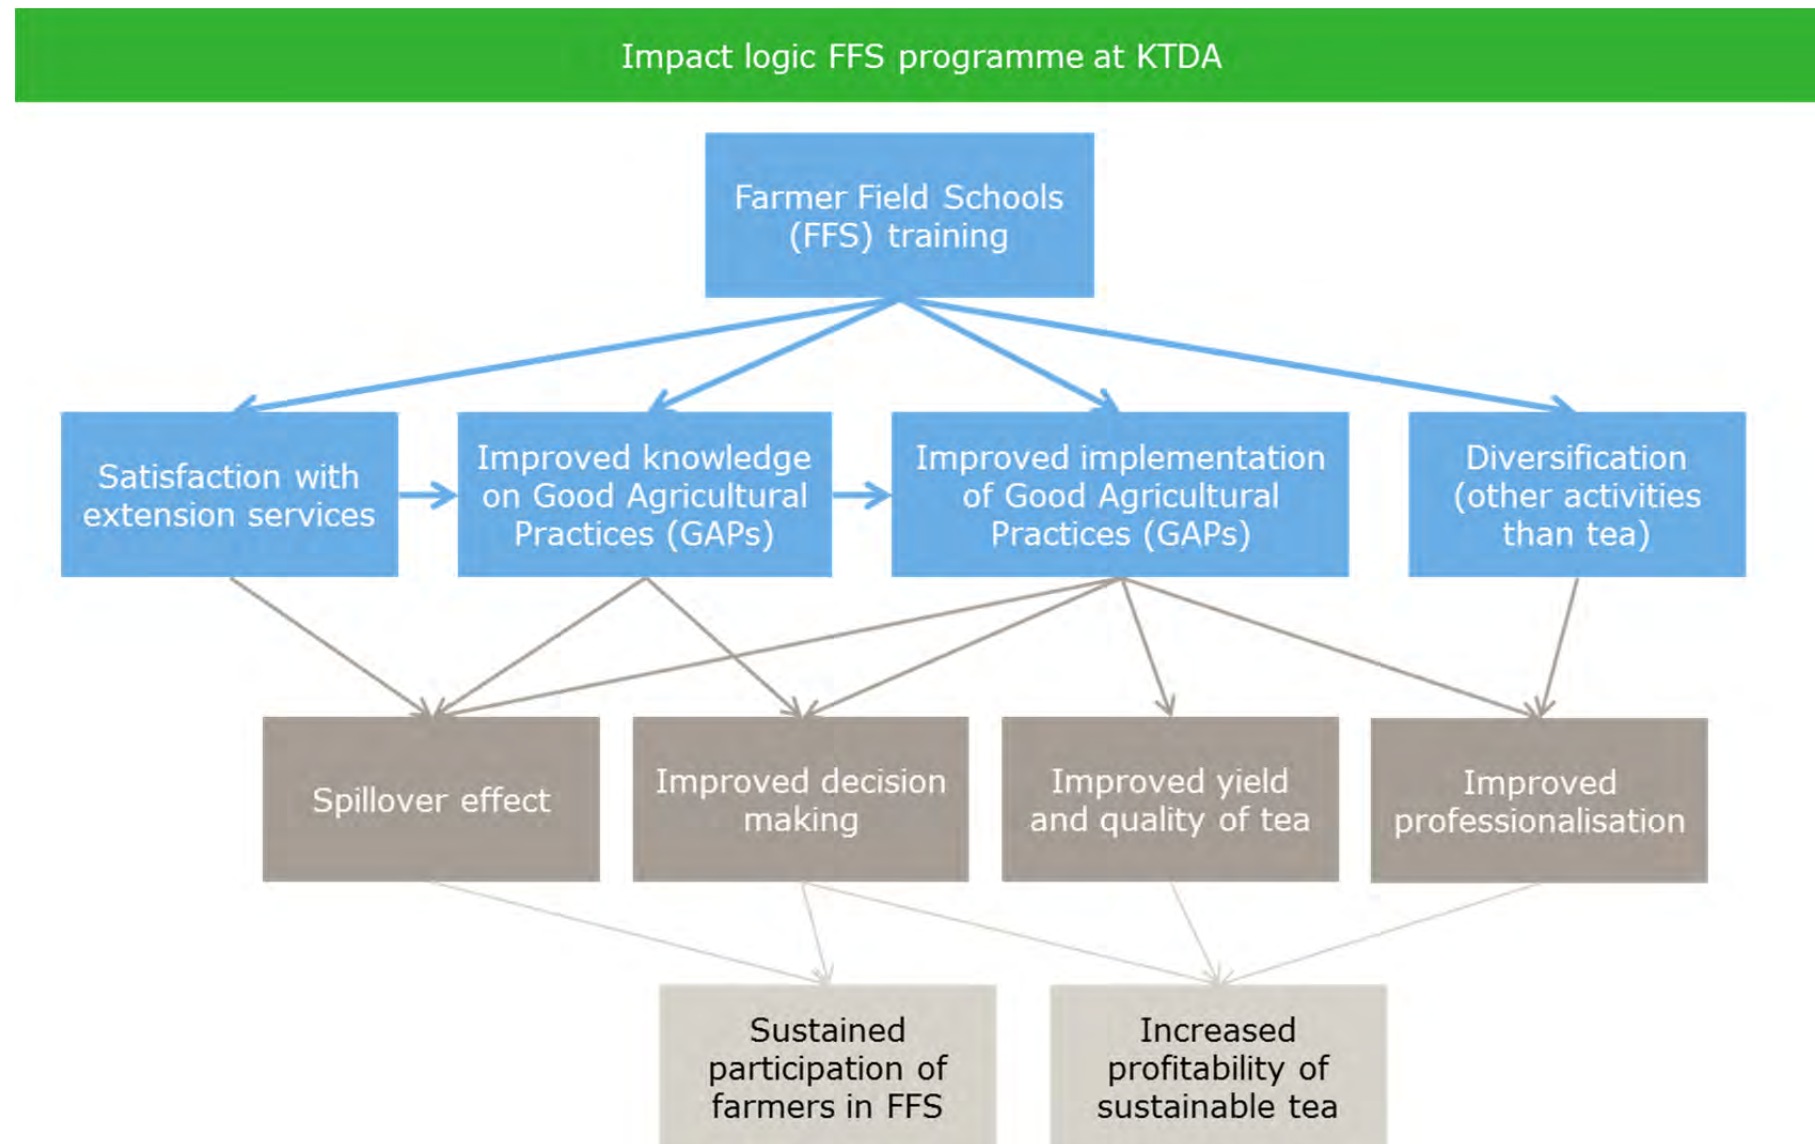 Impact logic FFS programme at KTDA
Farmer Field Schools
(FFS) training
Satisfaction with
extension services
Improved knowledge
on Good Agricultural
Practices (GAPs)
Improved implementation
of Good Agricultural
Practices (GAPs)
Diversification
(other activities
than tea)
Spillover effect
Improved decision
making
Improved yield
and quality of tea
Improved
professionalisation
Sustained
participation of
farmers in FFS
Increased
profitability of
sustainable tea